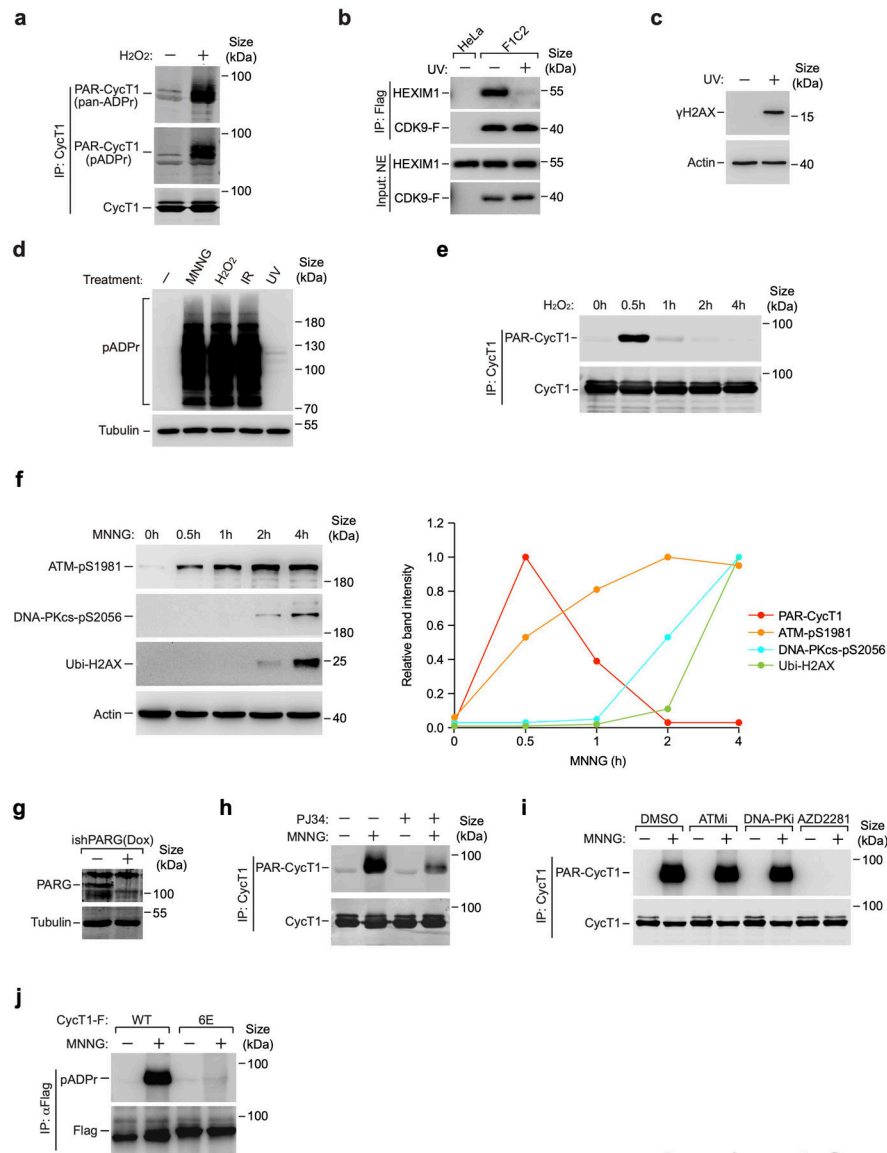 a
H2O2: – +
Size
(kDa)
IP: CycT1
PAR-CycT1
(pan-ADPr)
100
PAR-CycT1
(pADPr)
100
CycT1
100
b
HeLa
F1C2
UV: – – +
Size
(kDa)
IP: Flag
HEXIM1
55
CDK9-F
40
Input: NE
HEXIM1
55
CDK9-F
40
c
UV: – +
Size
(kDa)
γH2AX
15
Actin
40
d
Treatment: – MNNG H2O2 IR UV
Size
(kDa)
pADPr
180
130
100
70
Tubulin
55
e
H2O2: 0h 0.5h 1h 2h 4h
Size
(kDa)
IP: CycT1
PAR-CycT1
100
CycT1
100
f
MNNG: 0h 0.5h 1h 2h 4h
Size
(kDa)
ATM-pS1981
180
DNA-PKcs-pS2056
180
Ubi-H2AX
25
Actin
40
Relative band intensity
1.2
1.0
0.8
0.6
0.4
0.2
0.0
0 0.5 1 2 4
MNNG (h)
PAR-CycT1
ATM-pS1981
DNA-PKcs-pS2056
Ubi-H2AX
g
ishPARG(Dox)
– +
Size
(kDa)
PARG
100
Tubulin
55
h
PJ34: – – + +
MNNG: – + – +
Size
(kDa)
IP: CycT1
PAR-CycT1
100
CycT1
100
i
DMSO ATMi DNA-PKi AZD2281
MNNG: – + – + – + – +
Size
(kDa)
IP: CycT1
PAR-CycT1
100
CycT1
100
j
CycT1-F: WT 6E
MNNG: – + – +
Size
(kDa)
IP: αFlag
pADPr
100
Flag
100